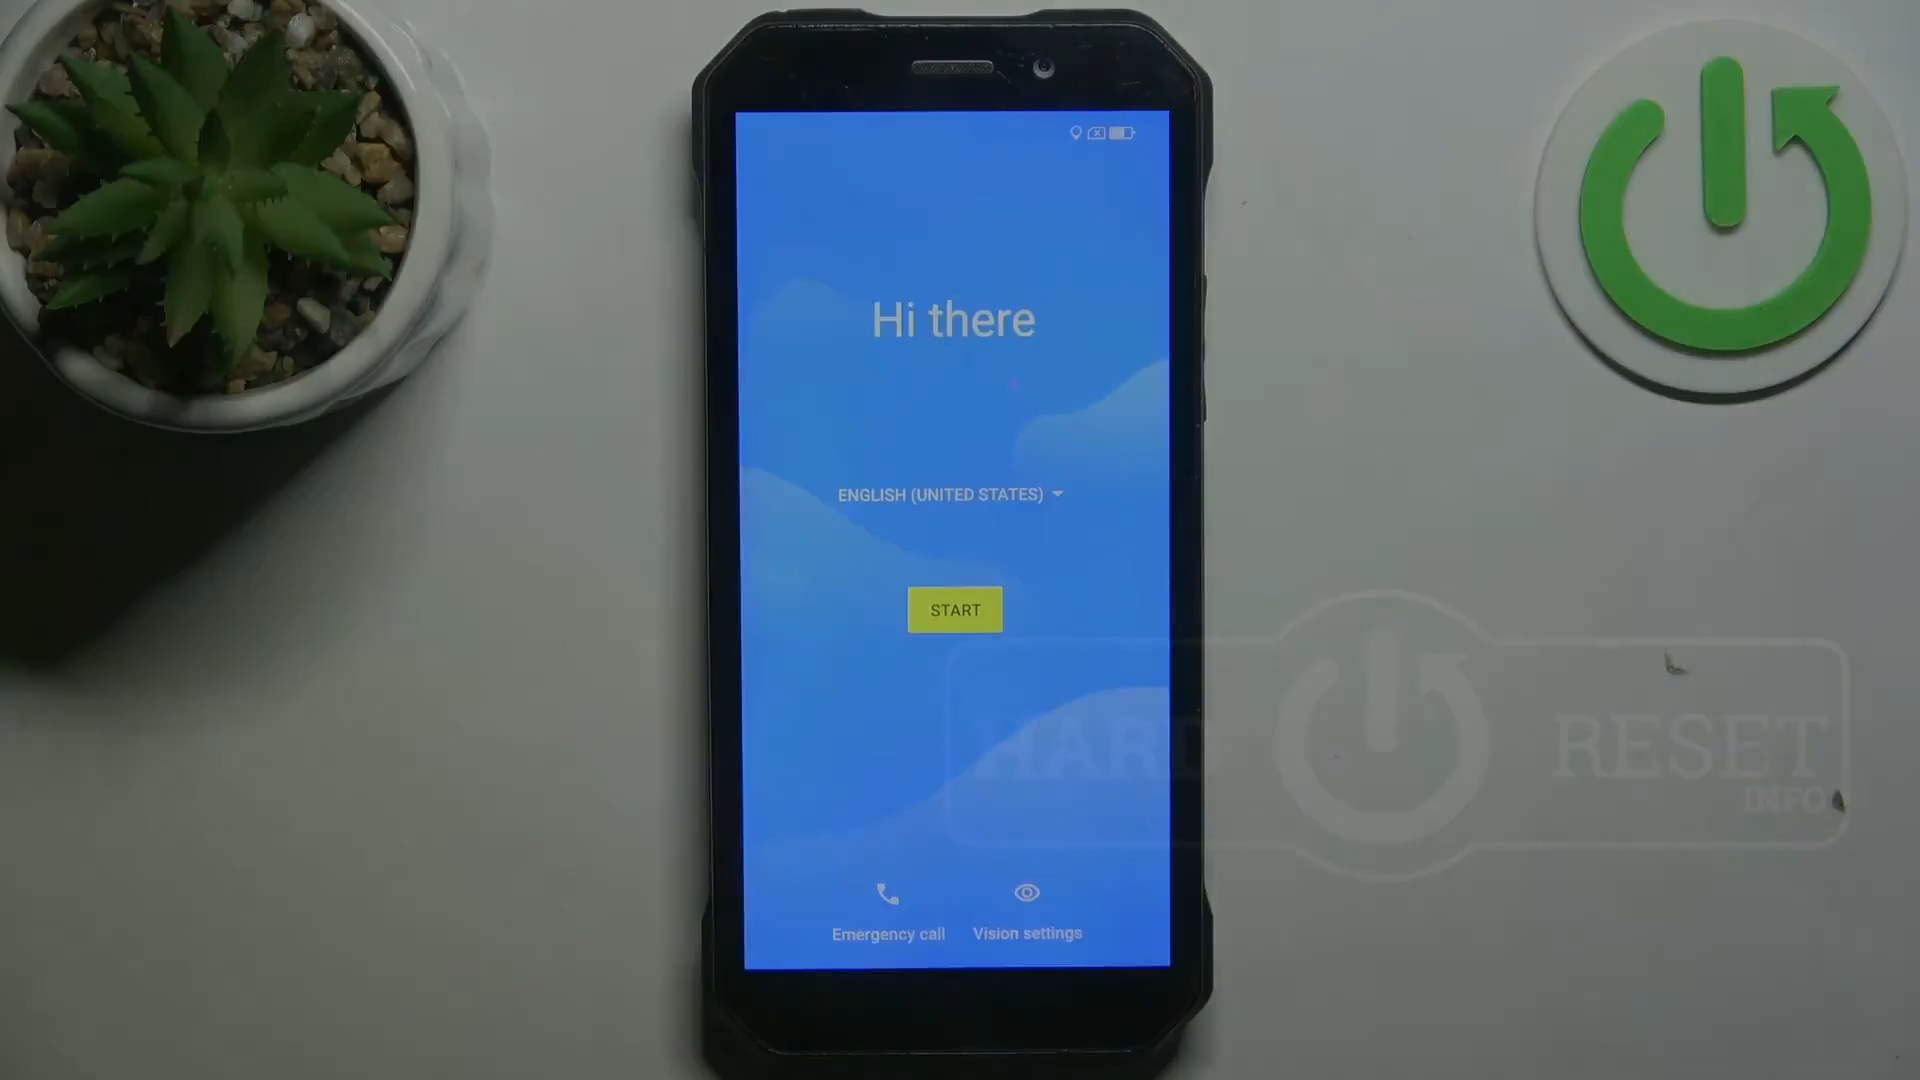 Hi there
ENGLISH (UNITED STATES)
START
HARD RESET
INFO
Emergency call
Vision settings